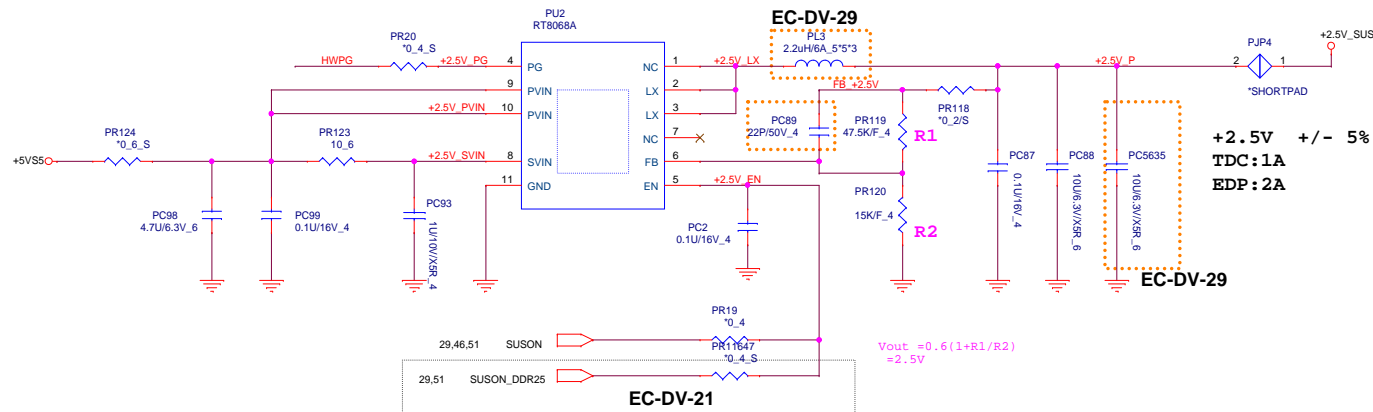 EC-DV-29
PU2
RT8068A
PL3
2.2uH/6A_5*5*3
+2.5V_SUS
PR20
*0_4_S
HWPG
+2.5V_PG
4
PG
NC
1
+2.5V_LX
+2.5V_P
PJP4
2
1
*SHORTPAD
9
PVIN
LX
2
FB_+2.5V
+2.5V_PVIN
10
PVIN
LX
3
PR118
*0_2/S
PC89
22P/50V_4
PR119
47.5K/F_4
R1
NC
7
PR124
*0_6_S
PR123
10_6
+5VS5
+2.5V_SVIN
8
SVIN
FB
6
11
GND
EN
5
+2.5V_EN
PR120
15K/F_4
R2
PC87
0.1U/16V_4
PC88
10U/6.3V/X5R_6
PC5635
10U/6.3V/X5R_6
+2.5V +/- 5%
TDC:1A
EDP:2A
PC98
4.7U/6.3V_6
PC99
0.1U/16V_4
PC93
1U/10V/X5R_4
PC2
0.1U/16V_4
EC-DV-29
PR19
*0_4
29,46,51 SUSON
PR11647
*0_4_S
29,51 SUSON_DDR25
EC-DV-21
Vout =0.6(1+R1/R2)
=2.5V